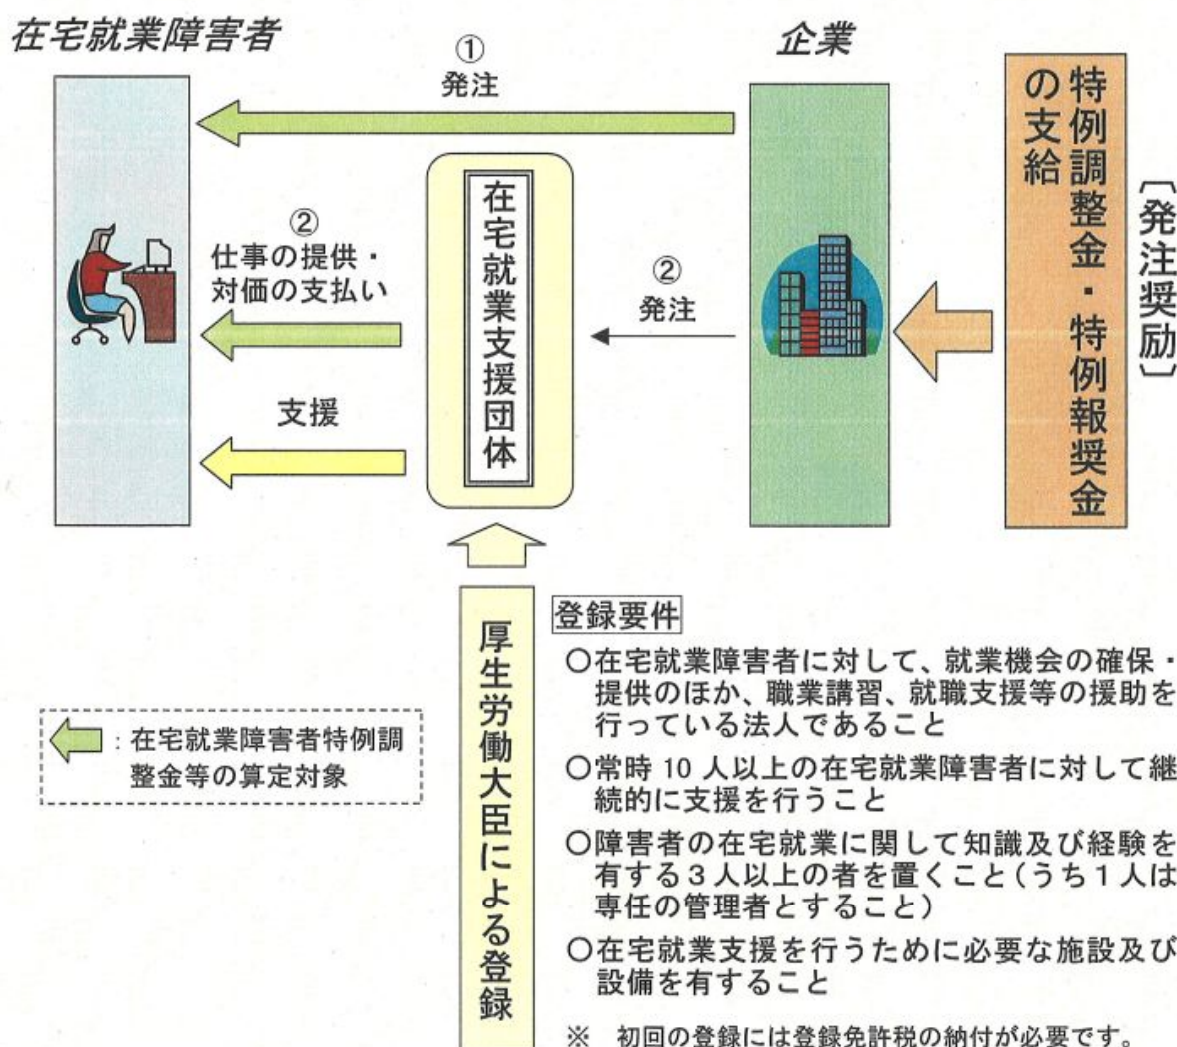 在宅就業障害者
企業
①
発注
特例調整金・特例報奨金
の支給
〔発注奨励〕
在宅就業支援団体
②
仕事の提供・
対価の支払い
②
発注
支援
厚生労働大臣による登録
：在宅就業障害者特例調
整金等の算定対象
登録要件
○在宅就業障害者に対して、就業機会の確保・
提供のほか、職業講習、就職支援等の援助を
行っている法人であること
○常時 10 人以上の在宅就業障害者に対して継
続的に支援を行うこと
○障害者の在宅就業に関して知識及び経験を
有する３人以上の者を置くこと（うち１人は
専任の管理者とすること）
○在宅就業支援を行うために必要な施設及び
設備を有すること
※　初回の登録には登録免許税の納付が必要です。